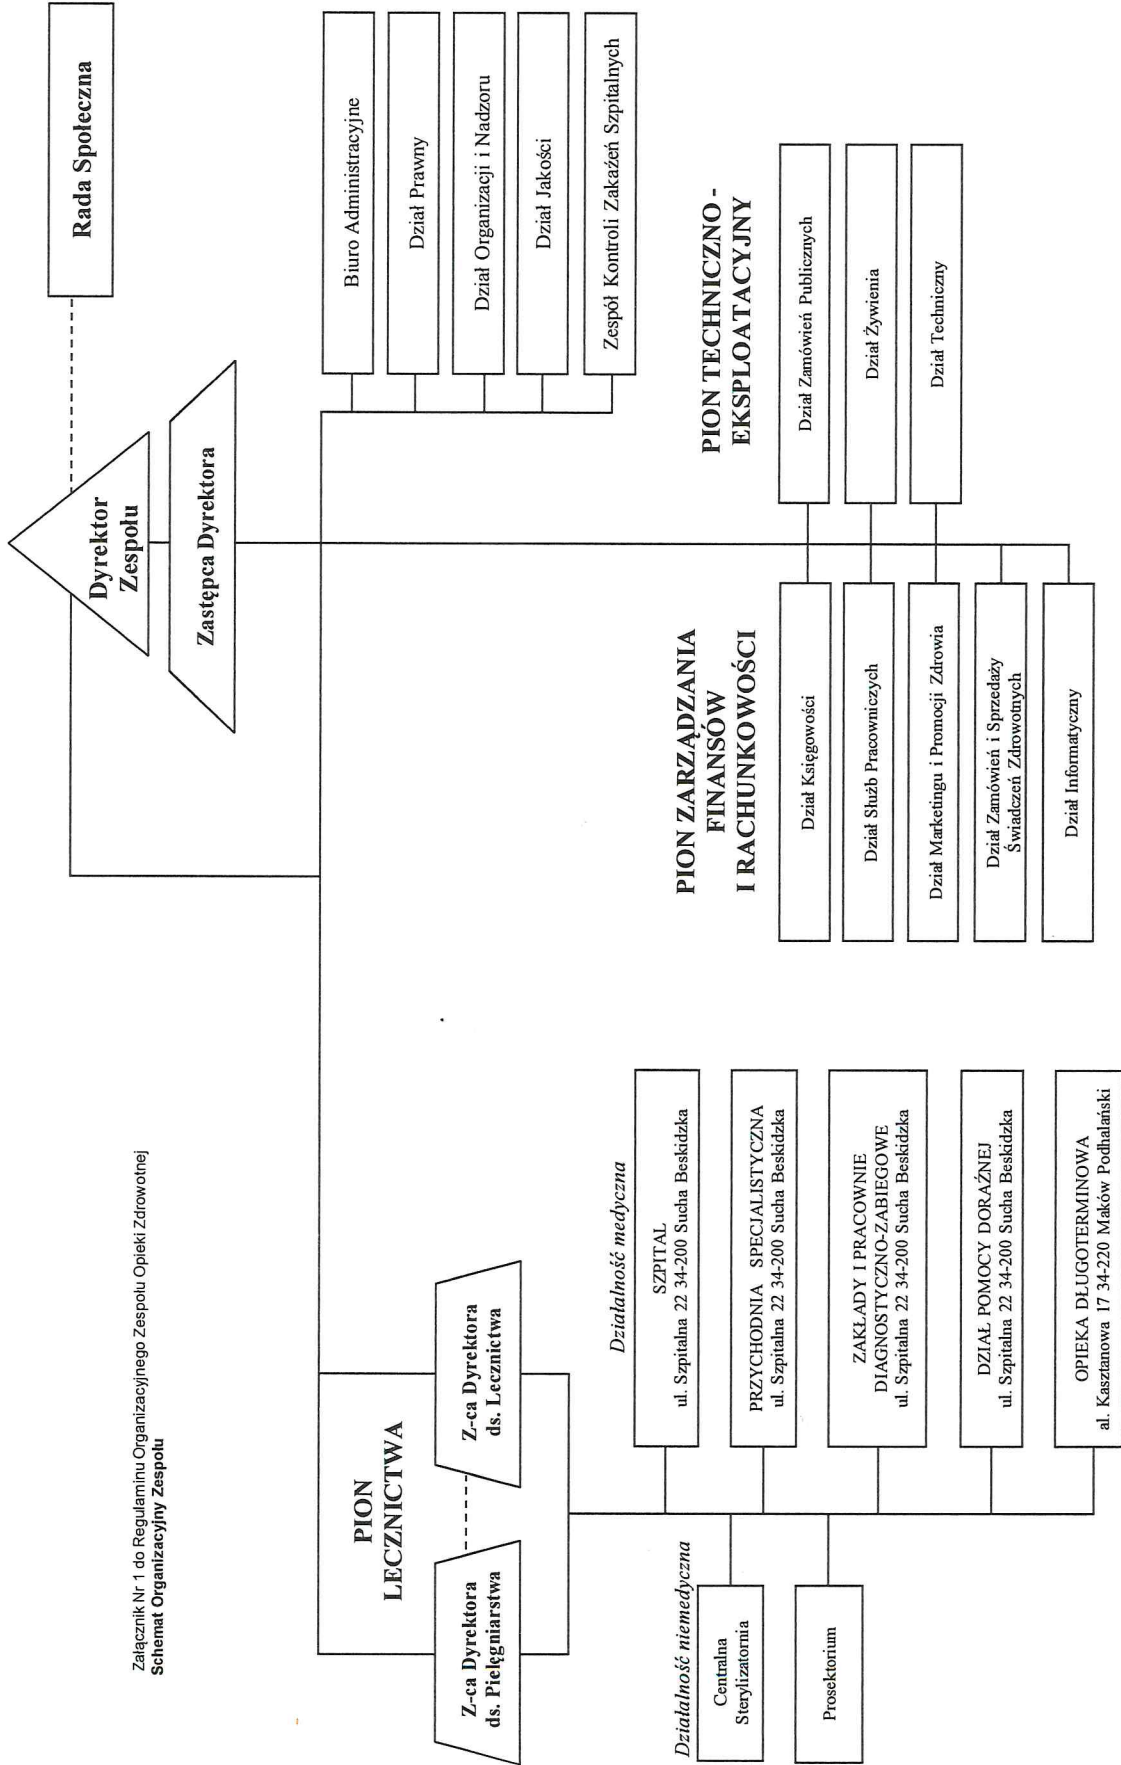 Załącznik Nr 1 do Regulaminu Organizacyjnego Zespołu Opieki Zdrowotnej
Schemat Organizacyjny Zespołu
Rada Społeczna
Dyrektor
Zespołu
Zastępca Dyrektora
Biuro Administracyjne
Dział Prawny
Dział Organizacji i Nadzoru
Dział Jakości
Zespół Kontroli Zakażeń Szpitalnych
PION
LECZNICTWA
Z-ca Dyrektora
ds. Pielęgniarstwa
Z-ca Dyrektora
ds. Lecznictwa
Działalność niemedyczna
Centralna
Sterylizatornia
Prosektorium
Działalność medyczna
SZPITAL
ul. Szpitalna 22 34-200 Sucha Beskidzka
PRZYCHODNIA SPECJALISTYCZNA
ul. Szpitalna 22 34-200 Sucha Beskidzka
ZAKŁADY I PRACOWNIE
DIAGNOSTYCZNO-ZABIEGOWE
ul. Szpitalna 22 34-200 Sucha Beskidzka
DZIAŁ POMOCY DORAŹNEJ
ul. Szpitalna 22 34-200 Sucha Beskidzka
OPIEKA DŁUGOTERMINOWA
al. Kasztanowa 17 34-220 Maków Podhalański
PION ZARZĄDZANIA
FINANSÓW
I RACHUNKOWOŚCI
Dział Księgowości
Dział Służb Pracowniczych
Dział Marketingu i Promocji Zdrowia
Dział Zamówień i Sprzedaży
Świadczeń Zdrowotnych
Dział Informatyczny
PION TECHNICZNO -
EKSPLOATACYJNY
Dział Zamówień Publicznych
Dział Żywienia
Dział Techniczny